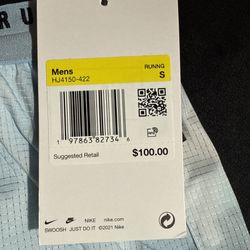 R U
Mens
RUNNG
HJ4150-422
S
1 97863 82734 6
Suggested Retail
$100.00
NIKE nike.com
SWOOSH JUST DO IT ©2021 Nike